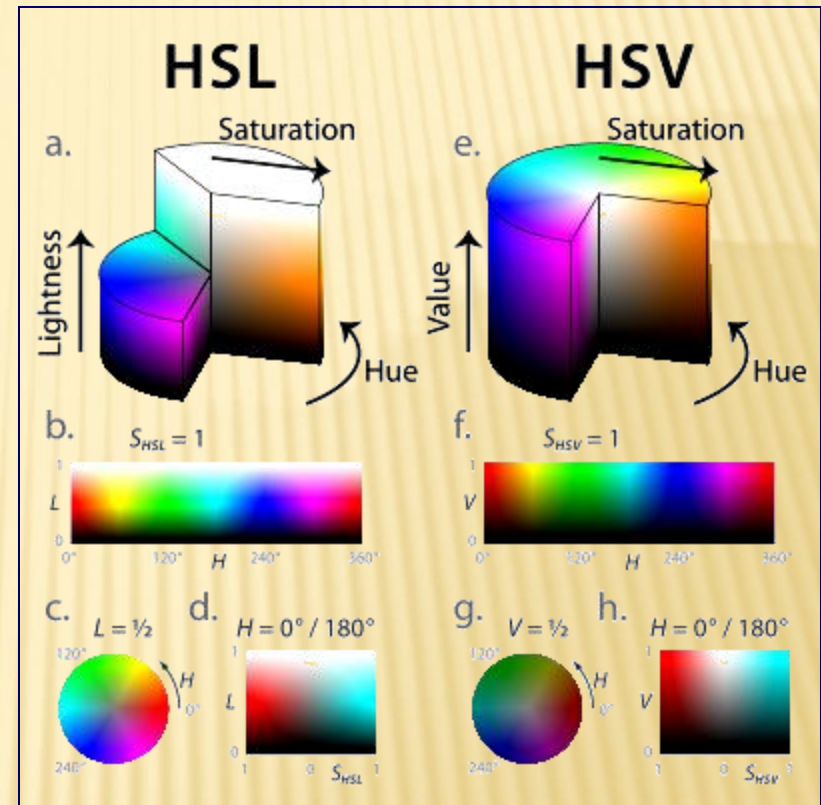 HSL
HSV
a.
Saturation
Lightness
Hue
e.
Saturation
Value
Hue
b.
S_HSL = 1
1
L
0
0°
120°
H
240°
360°
f.
S_HSV = 1
1
V
0
0°
120°
H
240°
360°
c.
L = ½
120°
H
0°
240°
d.
H = 0° / 180°
1
L
0
1
0
S_HSL
1
g.
V = ½
120°
H
0°
240°
h.
H = 0° / 180°
1
V
0
1
0
S_HSV
1